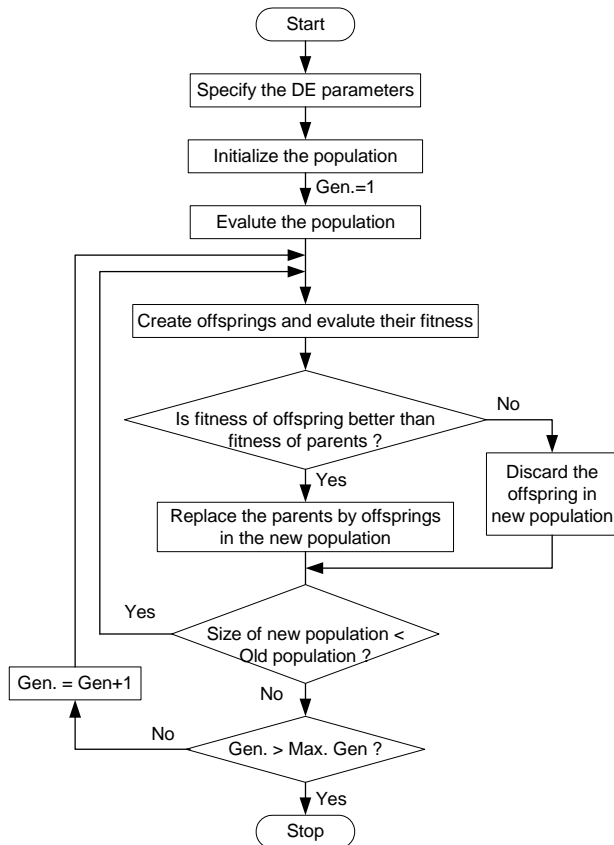 Start
Specify the DE parameters
Initialize the population
Gen.=1
Evalute the population
Create offsprings and evalute their fitness
Is fitness of offspring better than
fitness of parents ?
No
Yes
Discard the
offspring in
new population
Replace the parents by offsprings
in the new population
Yes
Size of new population <
Old population ?
Gen. = Gen+1
No
No
Gen. > Max. Gen ?
Yes
Stop